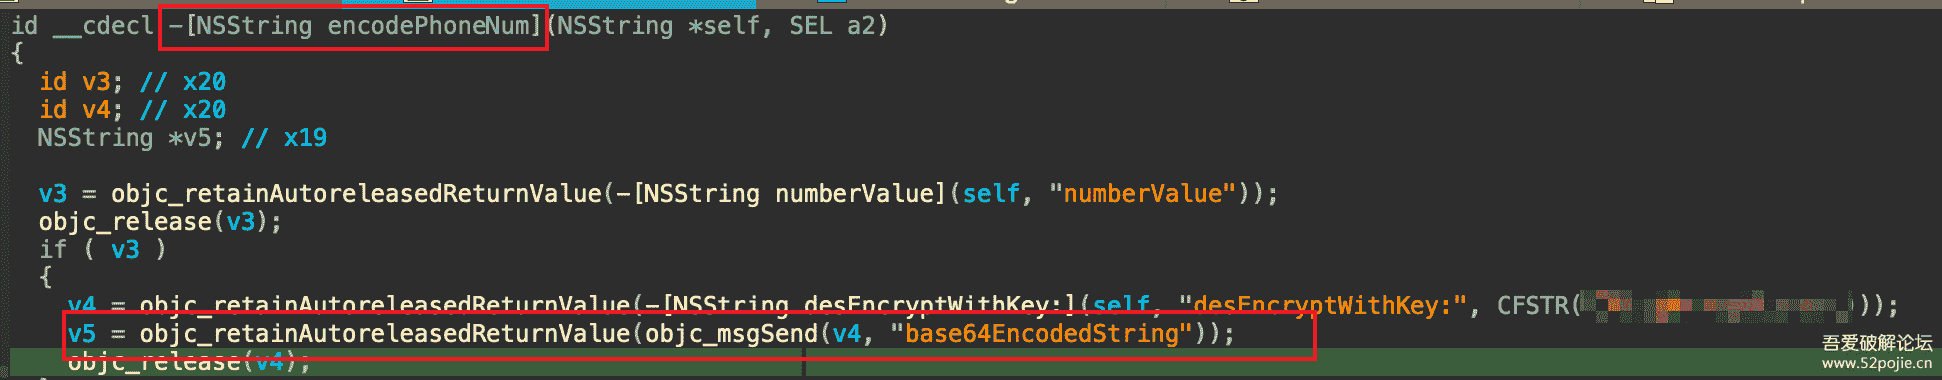 id __cdecl -[NSString encodePhoneNum](NSString *self, SEL a2)
{
id v3; // x20
id v4; // x20
NSString *v5; // x19
v3 = objc_retainAutoreleasedReturnValue(-[NSString numberValue](self, "numberValue"));
objc_release(v3);
if ( v3 )
{
v4 = objc_retainAutoreleasedReturnValue(-[NSString desEncryptWithKey:](self, "desEncryptWithKey:", CFSTR( ));
v5 = objc_retainAutoreleasedReturnValue(objc_msgSend(v4, "base64EncodedString"));
objc_release(v4);
吾爱破解论坛
www.52pojie.cn